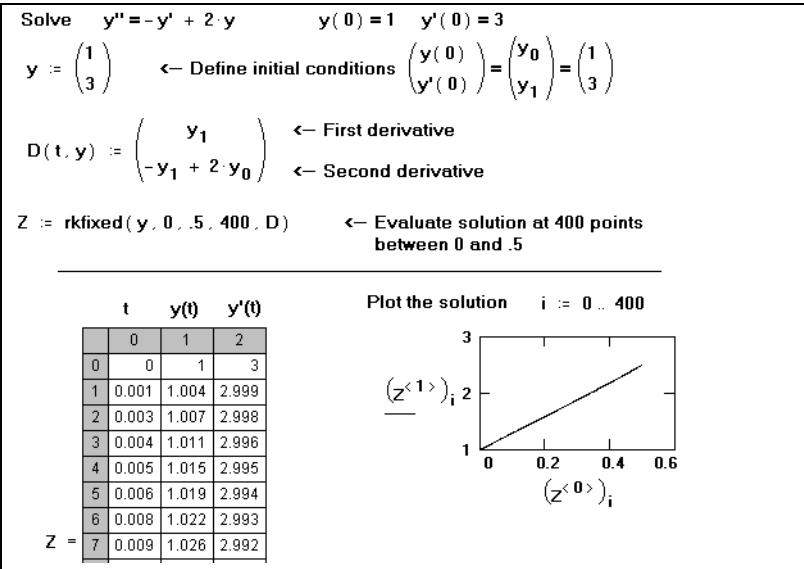 Solve y'' = - y' + 2·y y( 0 ) = 1 y'( 0 ) = 3
y := ( 1 3 ) <— Define initial conditions ( y( 0 ) y'( 0 ) ) = ( y0 y1 ) = ( 1 3 )
D( t , y ) := ( y1 -y1 + 2·y0 ) <— First derivative
<— Second derivative
Z := rkfixed( y , 0 , .5 , 400 , D ) <— Evaluate solution at 400 points
between 0 and .5
t y(t) y'(t)
0 1 2
0 0 1 3
1 0.001 1.004 2.999
2 0.003 1.007 2.998
3 0.004 1.011 2.996
4 0.005 1.015 2.995
5 0.006 1.019 2.994
6 0.008 1.022 2.993
Z = 7 0.009 1.026 2.992
Plot the solution i := 0 .. 400
3
(Z<1>)i 2
1
0 0.2 0.4 0.6
(Z<0>)i